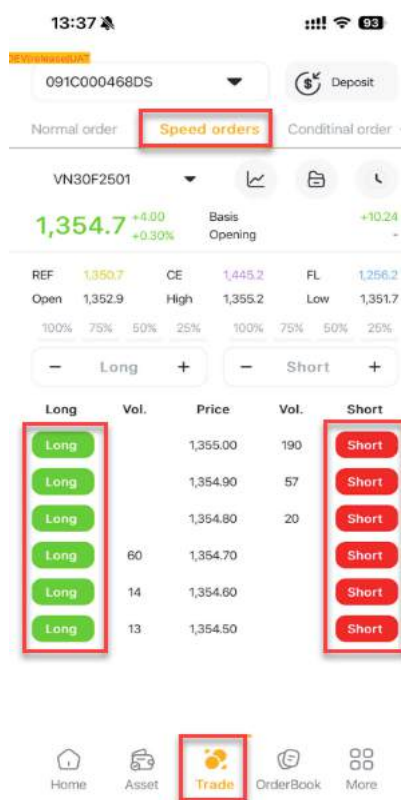 13:37 93
DEVtreleasedUAT
091C000468DS Deposit
Normal order Speed orders Conditinal order
VN30F2501
1,354.7 +4.00 Basis +10.24
+0.30% Opening -
REF 1,350.7 CE 1,445.2 FL 1,256.2
Open 1,352.9 High 1,355.2 Low 1,351.7
100% 75% 50% 25% 100% 75% 50% 25%
− Long + − Short +
Long Vol. Price Vol. Short
Long 1,355.00 190 Short
Long 1,354.90 57 Short
Long 1,354.80 20 Short
Long 60 1,354.70 Short
Long 14 1,354.60 Short
Long 13 1,354.50 Short
Home Asset Trade OrderBook More